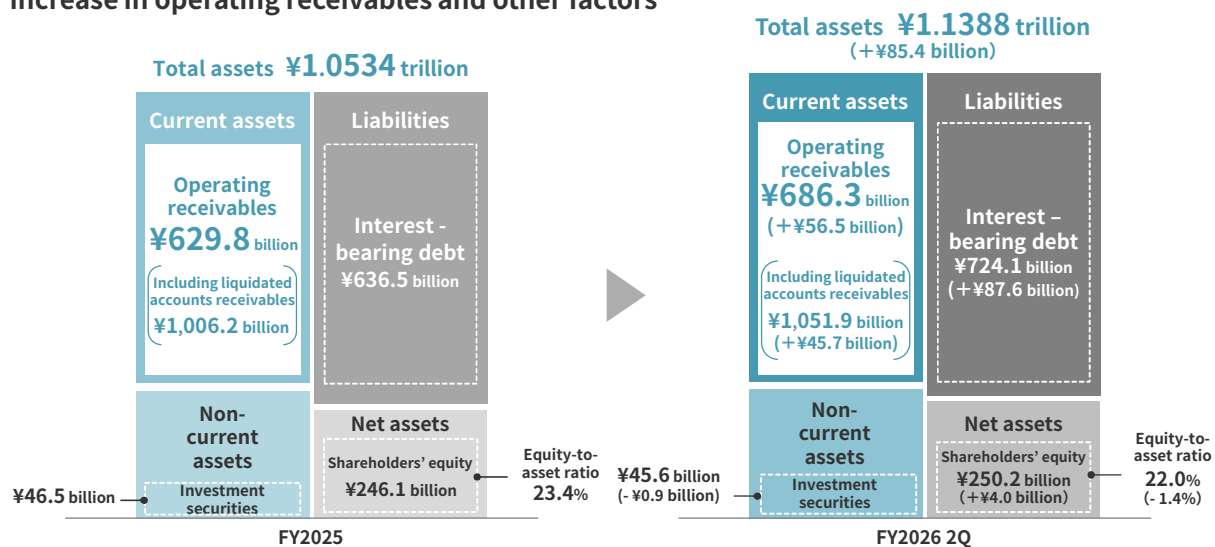 increase in operating receivables and other factors
Total assets ¥1.0534 trillion
Current assets
Liabilities
Operating
receivables
¥629.8 billion
Including liquidated
accounts receivables
¥1,006.2 billion
Interest -
bearing debt
¥636.5 billion
Non-
current
assets
Investment
securities
¥46.5 billion
Net assets
Shareholders' equity
¥246.1 billion
Equity-to-
asset ratio
23.4%
FY2025
Total assets ¥1.1388 trillion
(+¥85.4 billion)
Current assets
Liabilities
Operating
receivables
¥686.3 billion
(+¥56.5 billion)
Including liquidated
accounts receivables
¥1,051.9 billion
(+¥45.7 billion)
Interest –
bearing debt
¥724.1 billion
(+¥87.6 billion)
Non-
current
assets
Investment
securities
¥45.6 billion
(- ¥0.9 billion)
Net assets
Shareholders' equity
¥250.2 billion
(+¥4.0 billion)
Equity-to-
asset ratio
22.0%
(- 1.4%)
FY2026 2Q